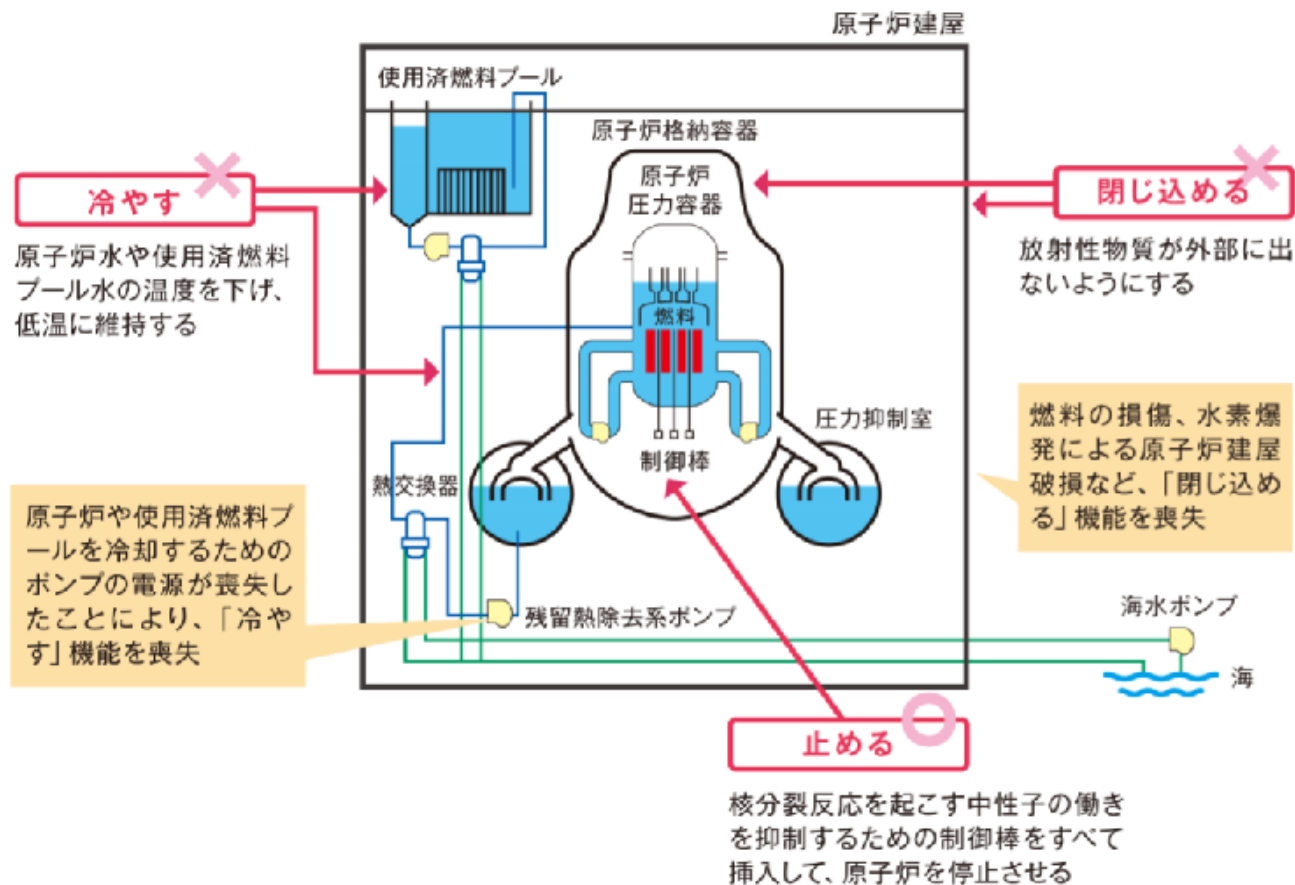 原子炉建屋
使用済燃料プール
原子炉格納容器
原子炉
圧力容器
冷やす
原子炉水や使用済燃料
プール水の温度を下げ、
低温に維持する
閉じ込める
放射性物質が外部に出
ないようにする
燃料
圧力抑制室
制御棒
熱交換器
燃料の損傷、水素爆
発による原子炉建屋
破損など、「閉じ込め
る」機能を喪失
原子炉や使用済燃料プ
ールを冷却するための
ポンプの電源が喪失し
たことにより、「冷や
す」機能を喪失
残留熱除去系ポンプ
海水ポンプ
海
止める
核分裂反応を起こす中性子の働き
を抑制するための制御棒をすべて
挿入して、原子炉を停止させる